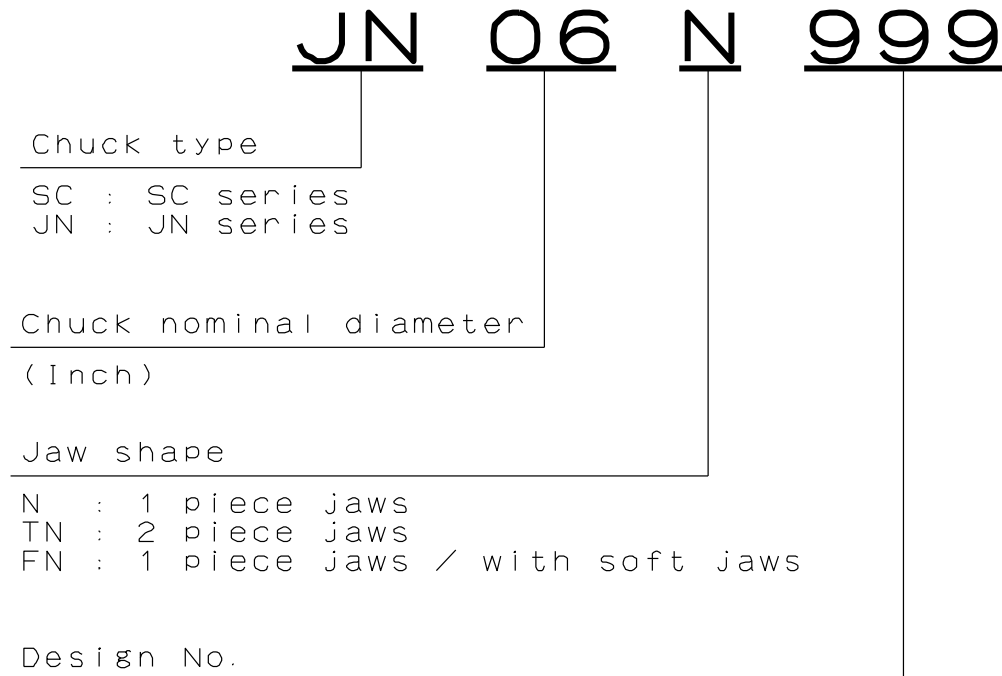 JN 06 N 999
Chuck type
SC : SC series
JN : JN series
Chuck nominal diameter
(Inch)
Jaw shape
N : 1 piece jaws
TN : 2 piece jaws
FN : 1 piece jaws / with soft jaws
Design No.